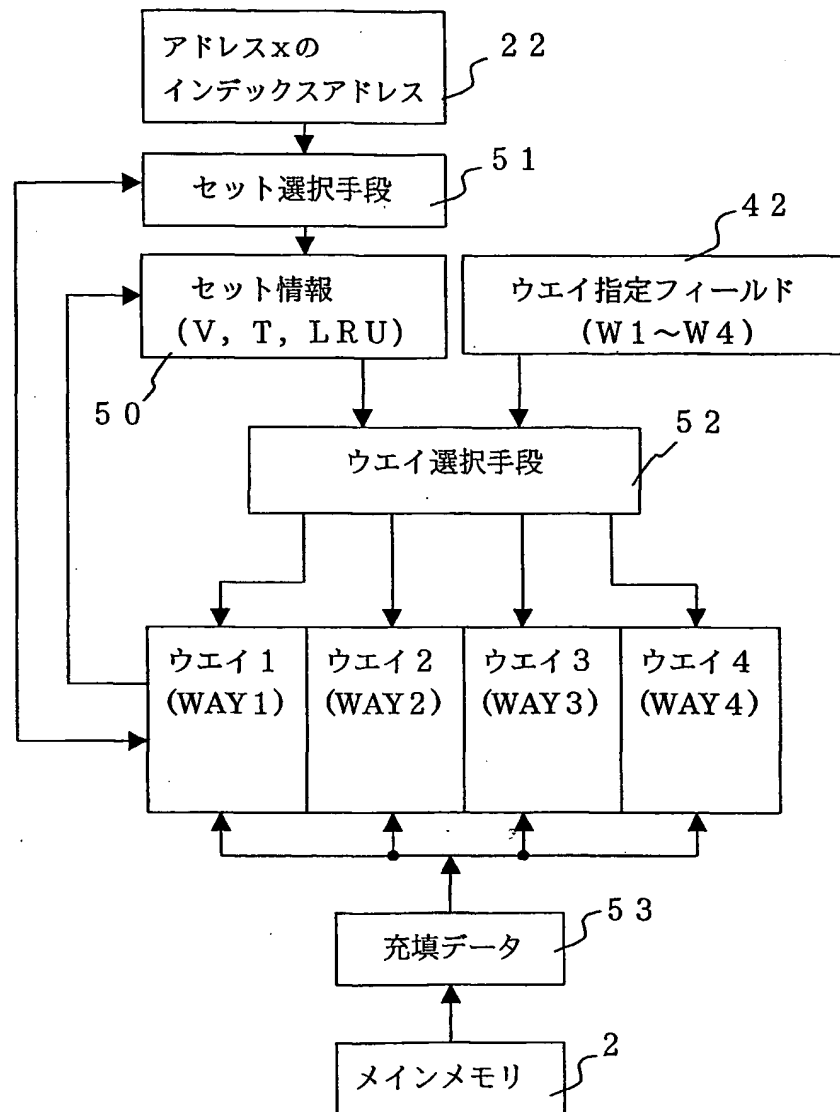 アドレスxの
インデックスアドレス
22
セット選択手段
51
セット情報
(V, T, LRU)
50
42
ウエイ指定フィールド
(W1～W4)
ウエイ選択手段
52
ウエイ1
(WAY1)
ウエイ2
(WAY2)
ウエイ3
(WAY3)
ウエイ4
(WAY4)
充填データ
53
メインメモリ
2